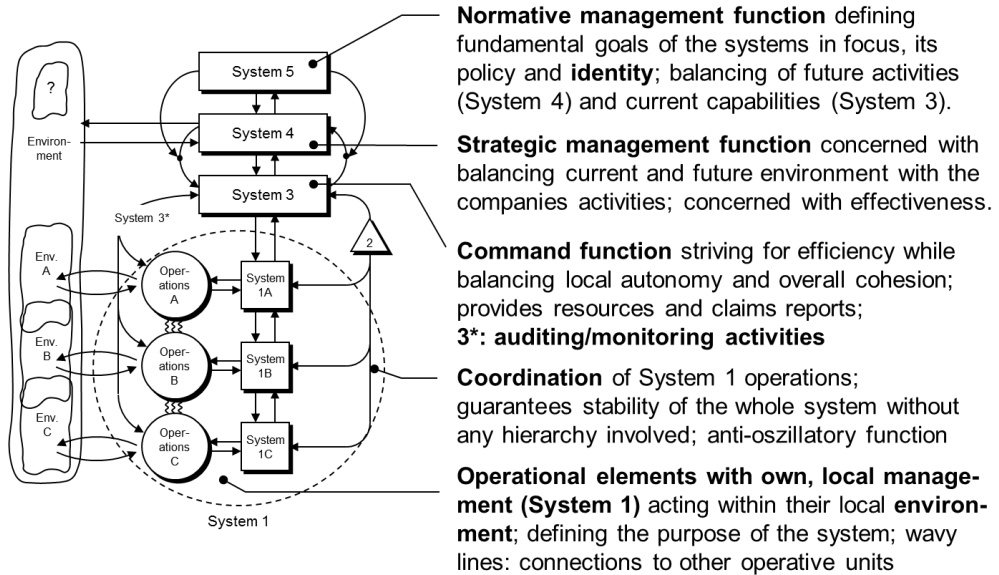 ?
Environ-
ment
System 5
System 4
System 3
System 3*
2
Env.
A
Env.
B
Env.
C
Oper-
ations
A
Oper-
ations
B
Oper-
ations
C
System
1A
System
1B
System
1C
System 1
Normative management function defining
fundamental goals of the systems in focus, its
policy and identity; balancing of future activities
(System 4) and current capabilities (System 3).
Strategic management function concerned with
balancing current and future environment with the
companies activities; concerned with effectiveness.
Command function striving for efficiency while
balancing local autonomy and overall cohesion;
provides resources and claims reports;
3*: auditing/monitoring activities
Coordination of System 1 operations;
guarantees stability of the whole system without
any hierarchy involved; anti-oszillatory function
Operational elements with own, local manage-
ment (System 1) acting within their local environ-
ment; defining the purpose of the system; wavy
lines: connections to other operative units